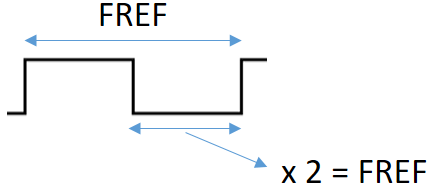 FREF
x 2 = FREF